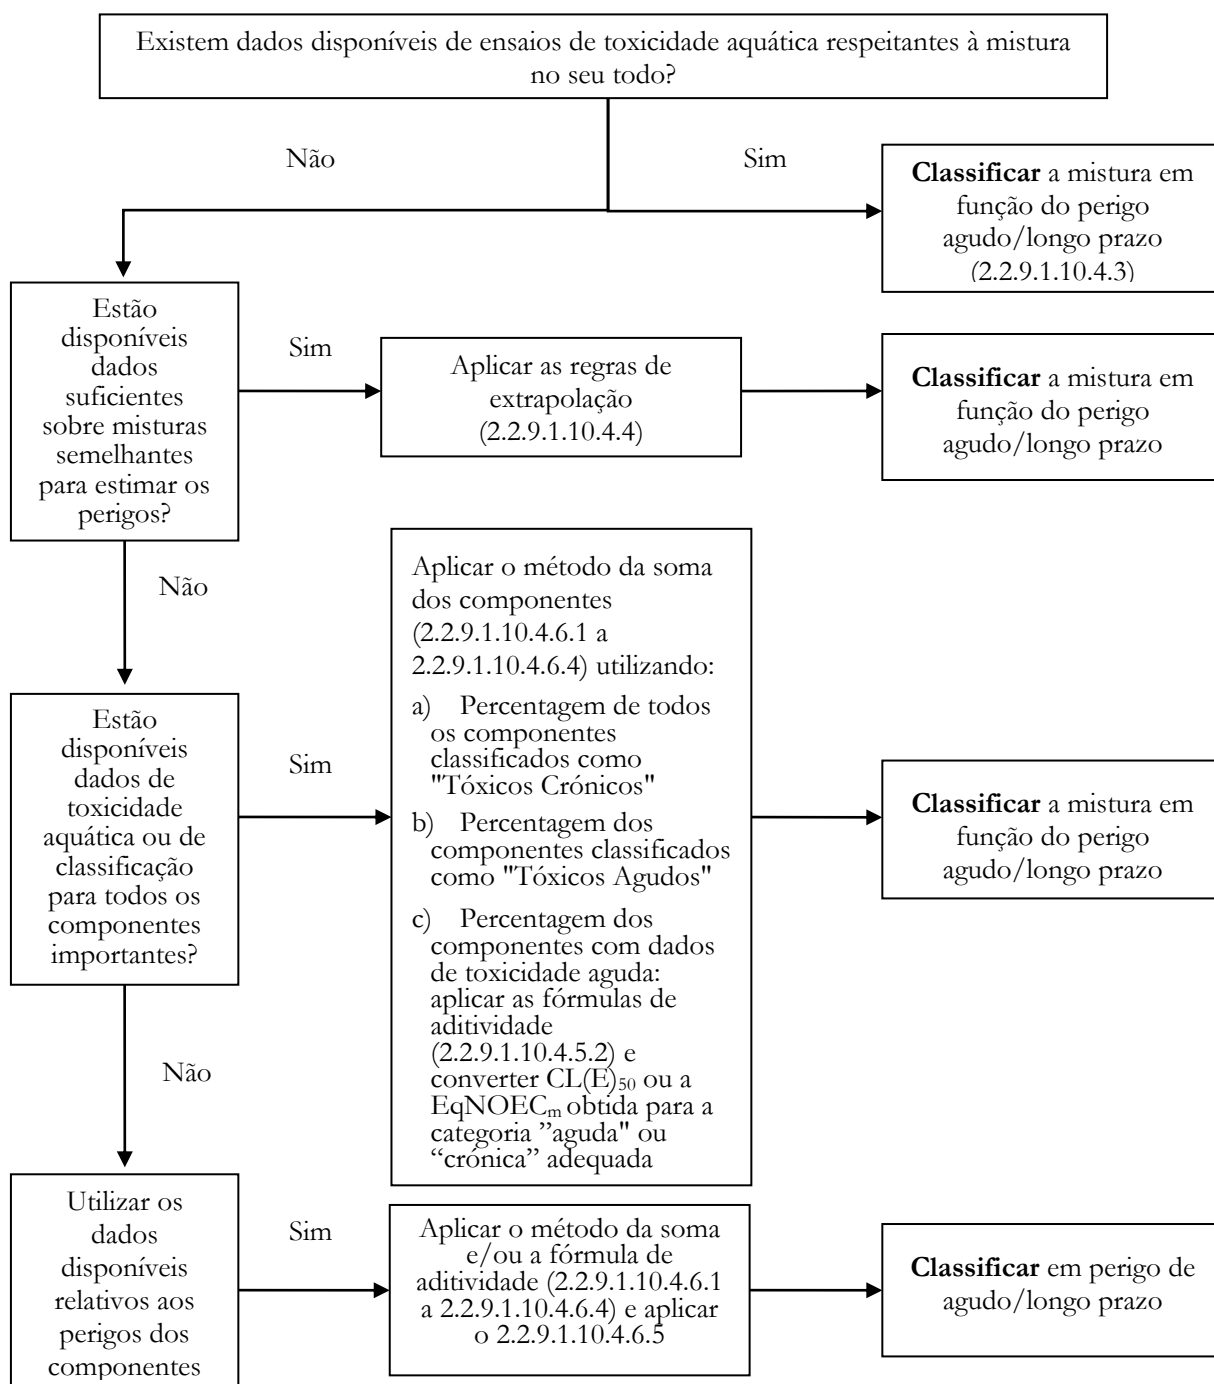 Existem dados disponíveis de ensaios de toxicidade aquática respeitantes à mistura
no seu todo?
Não
Sim
Classificar a mistura em
função do perigo
agudo/longo prazo
(2.2.9.1.10.4.3)
Estão
disponíveis
dados
suficientes
sobre misturas
semelhantes
para estimar os
perigos?
Sim
Aplicar as regras de
extrapolação
(2.2.9.1.10.4.4)
Classificar a mistura em
função do perigo
agudo/longo prazo
Não
Estão
disponíveis
dados de
toxicidade
aquática ou de
classificação
para todos os
componentes
importantes?
Sim
Aplicar o método da soma
dos componentes
(2.2.9.1.10.4.6.1 a
2.2.9.1.10.4.6.4) utilizando:
a) Percentagem de todos
os componentes
classificados como
"Tóxicos Crónicos"
b) Percentagem dos
componentes classificados
como "Tóxicos Agudos"
c) Percentagem dos
componentes com dados
de toxicidade aguda:
aplicar as fórmulas de
aditividade
(2.2.9.1.10.4.5.2) e
converter CL(E)50 ou a
EqNOECm obtida para a
categoria ”aguda" ou
“crónica” adequada
Classificar a mistura em
função do perigo
agudo/longo prazo
Não
Utilizar os
dados
disponíveis
relativos aos
perigos dos
componentes
Sim
Aplicar o método da soma
e/ou a fórmula de
aditividade (2.2.9.1.10.4.6.1
a 2.2.9.1.10.4.6.4) e aplicar
o 2.2.9.1.10.4.6.5
Classificar em perigo de
agudo/longo prazo